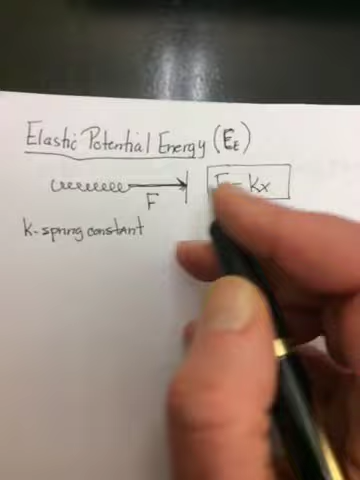 Elastic Potential Energy (EE)
F
F = kx
k-spring constant